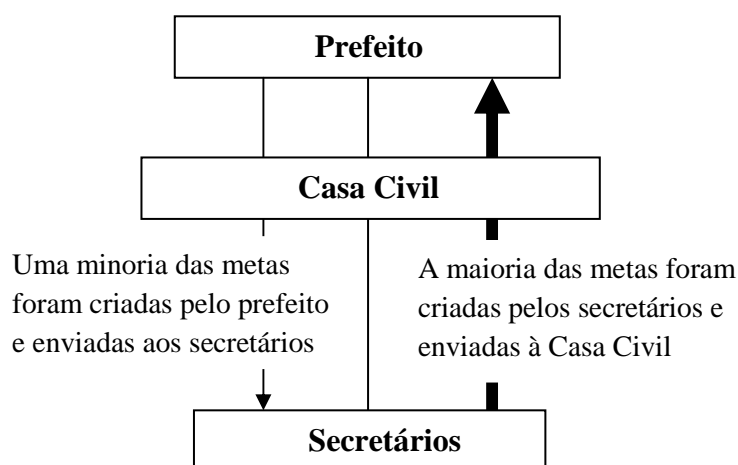 Prefeito
Casa Civil
Uma minoria das metas
foram criadas pelo prefeito
e enviadas aos secretários
A maioria das metas foram
criadas pelos secretários e
enviadas à Casa Civil
Secretários